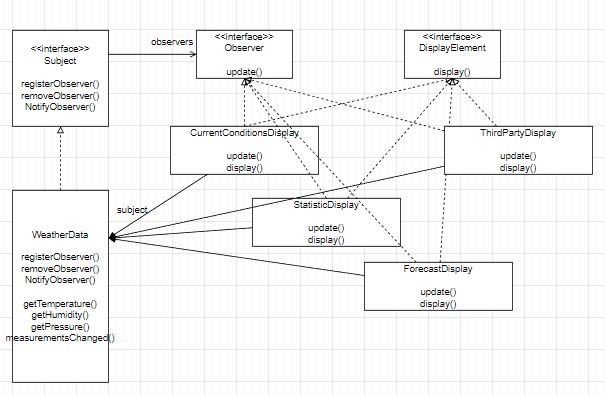 <<interface>>
Subject
registerObserver()
removeObserver()
NotifyObserver()
observers
<<interface>>
Observer
update()
<<interface>>
DisplayElement
display()
CurrentConditionsDisplay
update()
display()
ThirdPartyDisplay
update()
display()
subject
StatisticDisplay
update()
display()
WeatherData
registerObserver()
removeObserver()
NotifyObserver()
getTemperature()
getHumidity()
getPressure()
measurementsChanged()
ForecastDisplay
update()
display()